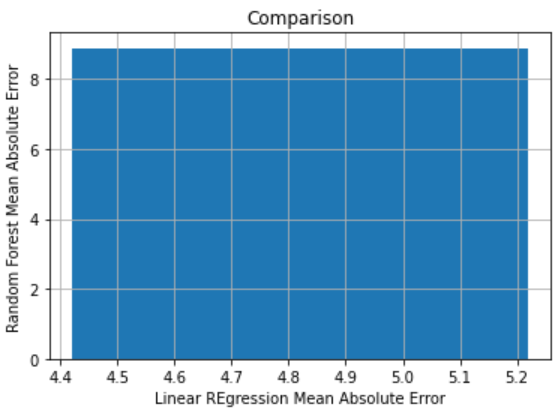 Comparison
Random Forest Mean Absolute Error
8
6
4
2
0
4.4 4.5 4.6 4.7 4.8 4.9 5.0 5.1 5.2
Linear REgression Mean Absolute Error